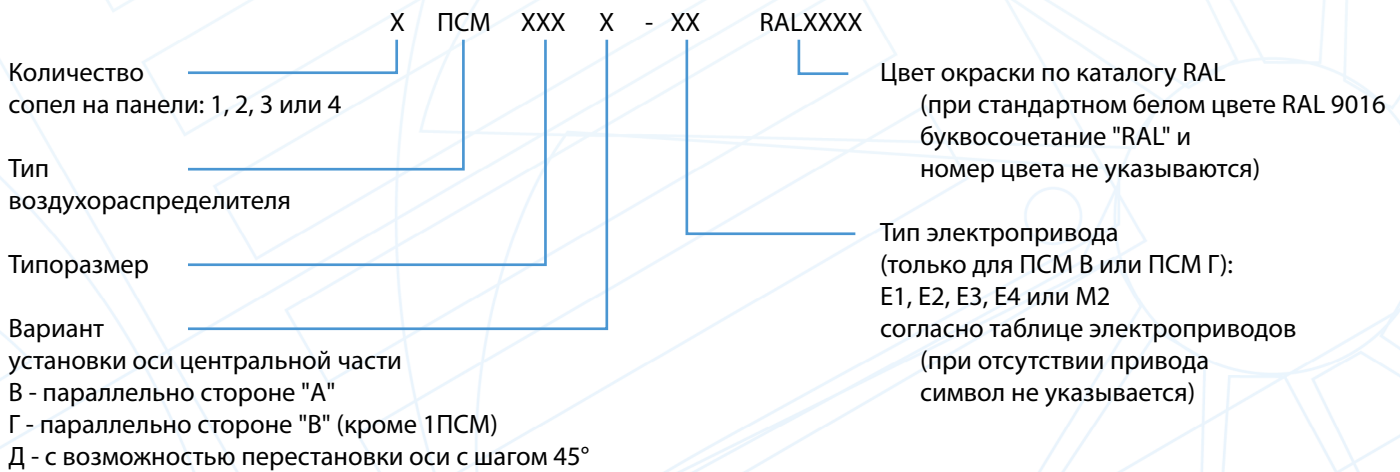 Х ПСМ ХХХ Х - ХХ RALXXXX
Количество
сопел на панели: 1, 2, 3 или 4
Тип
воздухораспределителя
Типоразмер
Вариант
установки оси центральной части
В - параллельно стороне "А"
Г - параллельно стороне "В" (кроме 1ПСМ)
Д - с возможностью перестановки оси с шагом 45°
Цвет окраски по каталогу RAL
(при стандартном белом цвете RAL 9016
буквосочетание "RAL" и
номер цвета не указываются)
Тип электропривода
(только для ПСМ В или ПСМ Г):
Е1, Е2, Е3, Е4 или М2
согласно таблице электроприводов
(при отсутствии привода
символ не указывается)